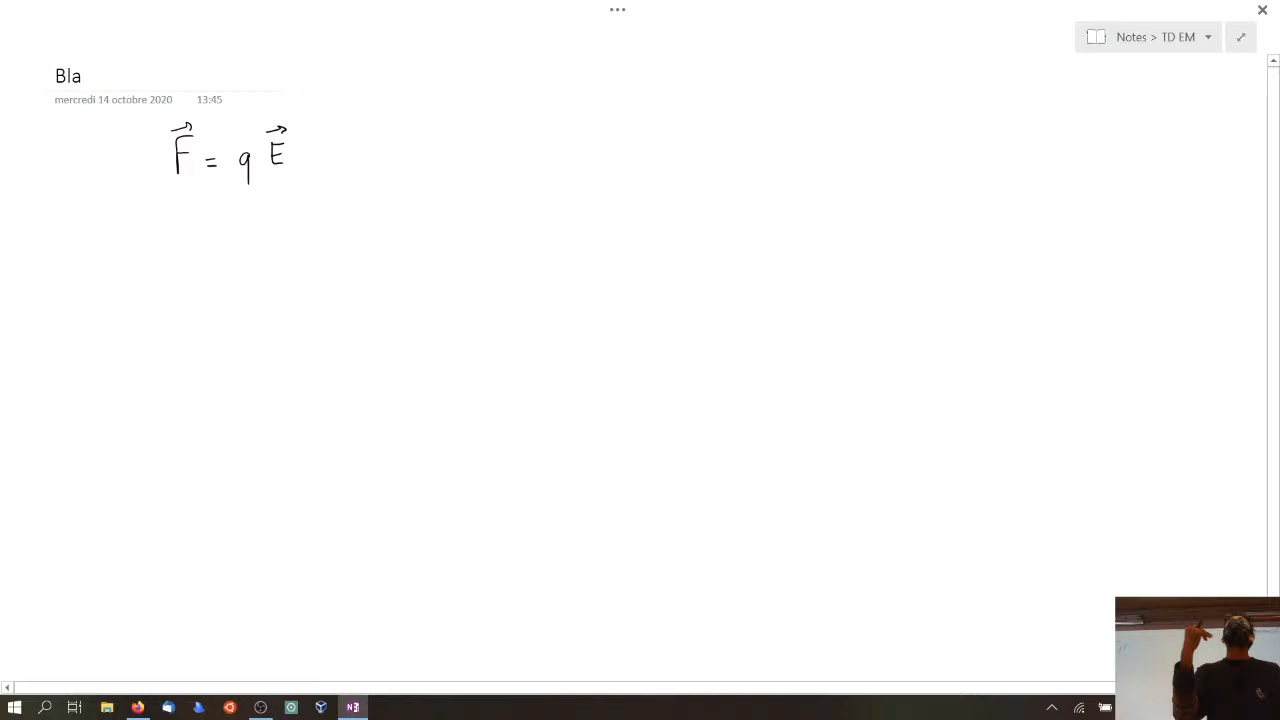 Notes > TD EM
Bla
mercredi 14 octobre 2020 13:45
F⃗ = q E⃗